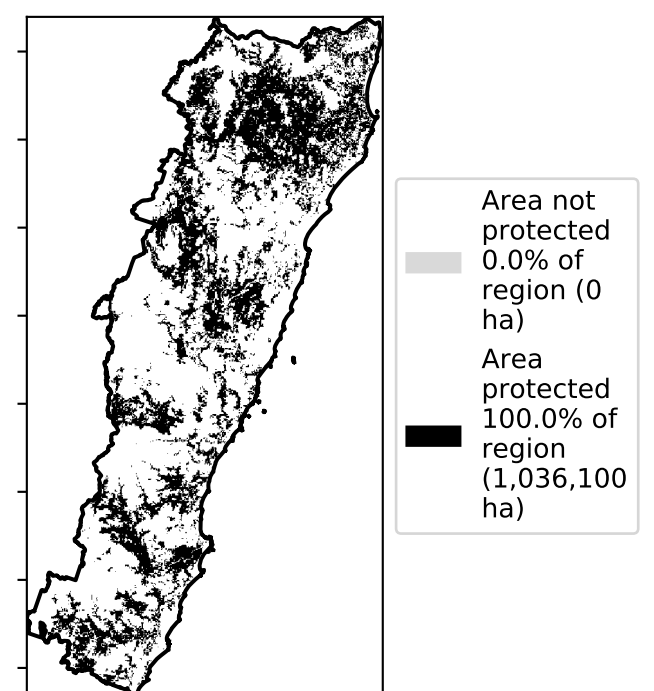 Area not
protected
0.0% of
region (0
ha)
Area
protected
100.0% of
region
(1,036,100
ha)